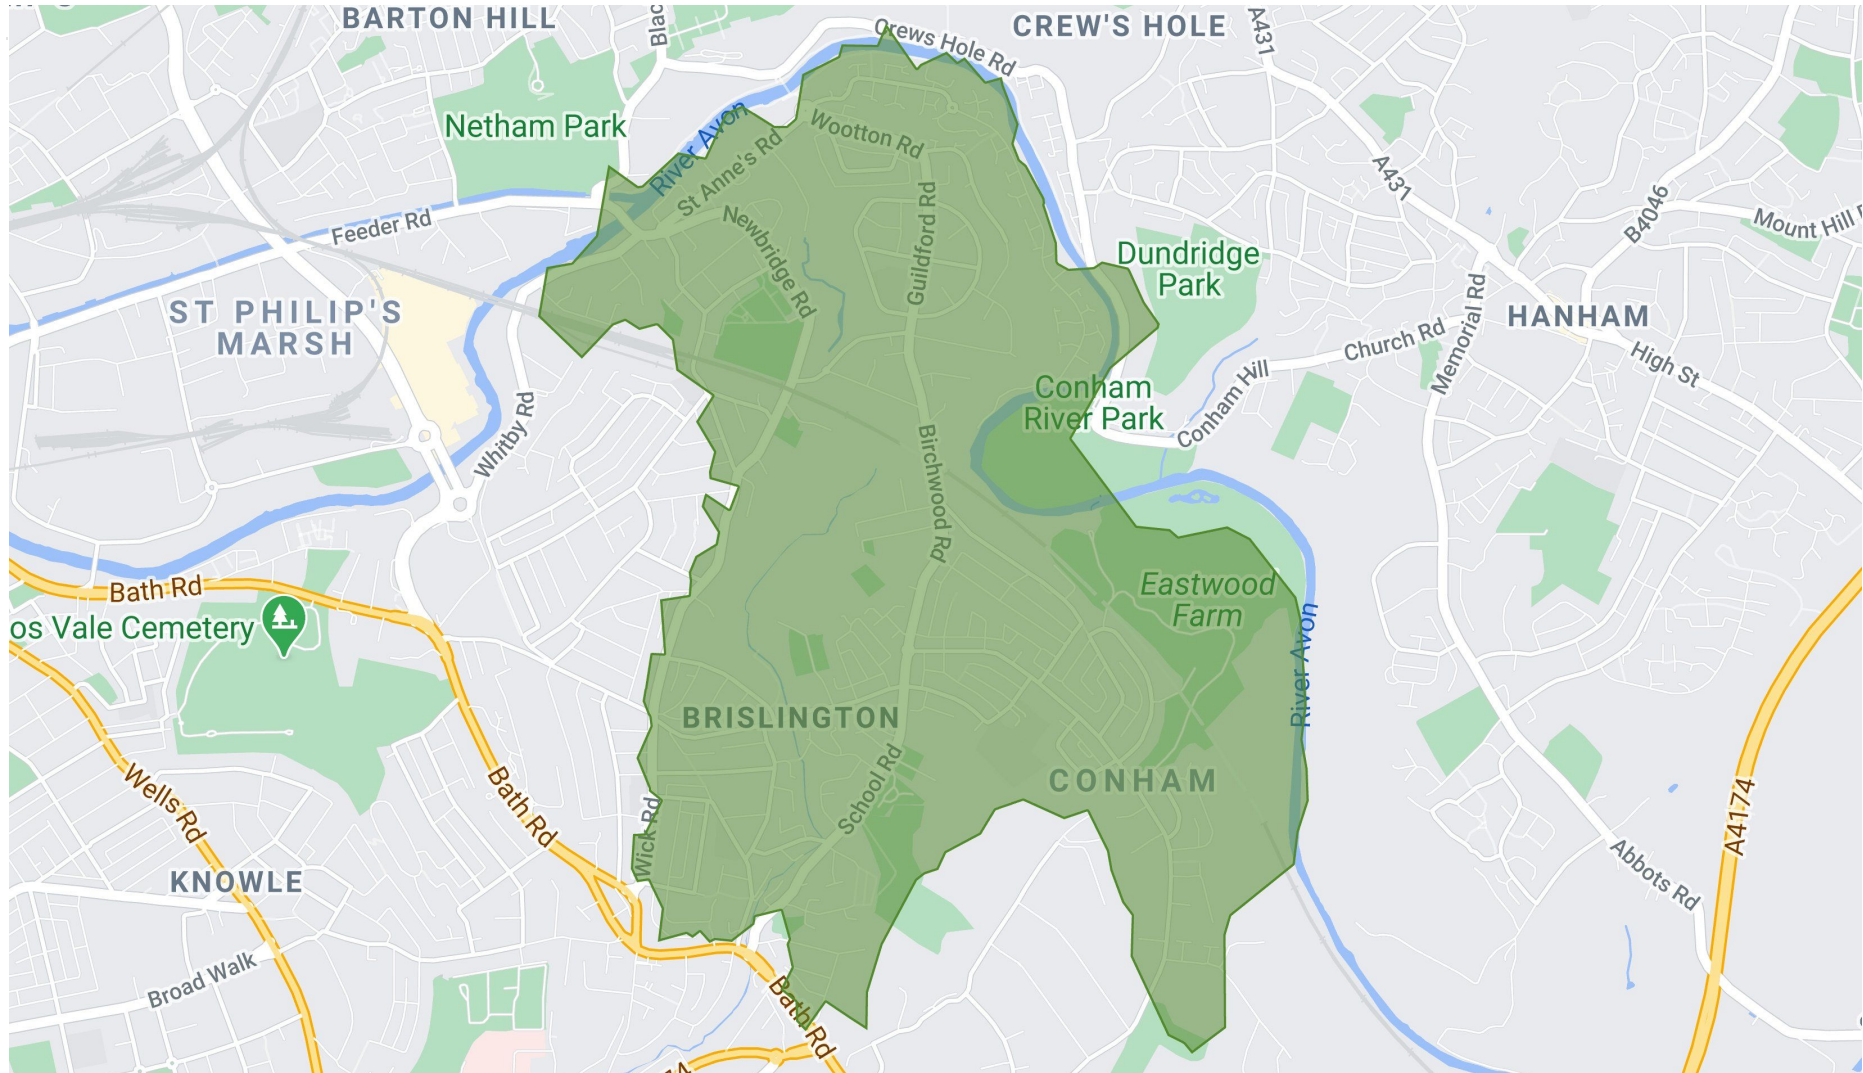 BARTON HILL
Blac
Crews Hole Rd
CREW'S HOLE
A431
Netham Park
River Avon
St Anne's Rd
Wootton Rd
A431
B4046
Mount Hill
Feeder Rd
Newbridge Rd
Guildford Rd
Dundridge
Park
ST PHILIP'S
MARSH
Memorial Rd
HANHAM
Church Rd
High St
Conham
River Park
Conham Hill
Whitby Rd
Birchwood Rd
Bath Rd
Eastwood
Farm
os Vale Cemetery
River Avon
BRISLINGTON
CONHAM
School Rd
Wells Rd
Bath Rd
Wick Rd
A4174
Abbots Rd
KNOWLE
Broad Walk
Bath Rd